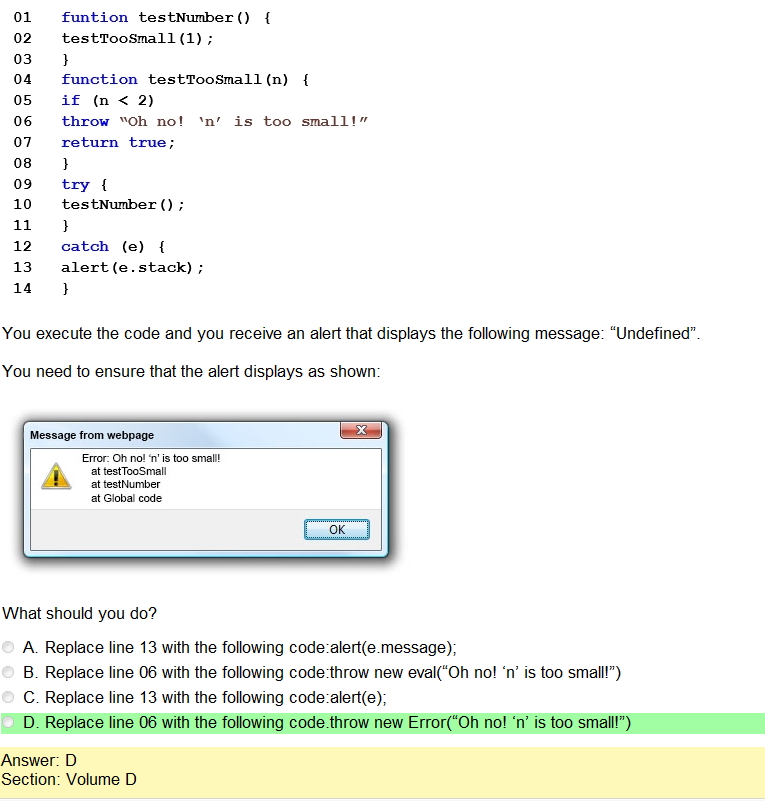 01 funtion testNumber() {
02 testTooSmall(1);
03 }
04 function testTooSmall(n) {
05 if (n < 2)
06 throw “Oh no! ‘n’ is too small!”
07 return true;
08 }
09 try {
10 testNumber();
11 }
12 catch (e) {
13 alert(e.stack);
14 }
You execute the code and you receive an alert that displays the following message: “Undefined”.
You need to ensure that the alert displays as shown:
Message from webpage
Error: Oh no! ‘n’ is too small!
at testTooSmall
at testNumber
at Global code
OK
What should you do?
A. Replace line 13 with the following code:alert(e.message);
B. Replace line 06 with the following code:throw new eval(“Oh no! ‘n’ is too small!”)
C. Replace line 13 with the following code:alert(e);
D. Replace line 06 with the following code.throw new Error(“Oh no! ‘n’ is too small!”)
Answer: D
Section: Volume D